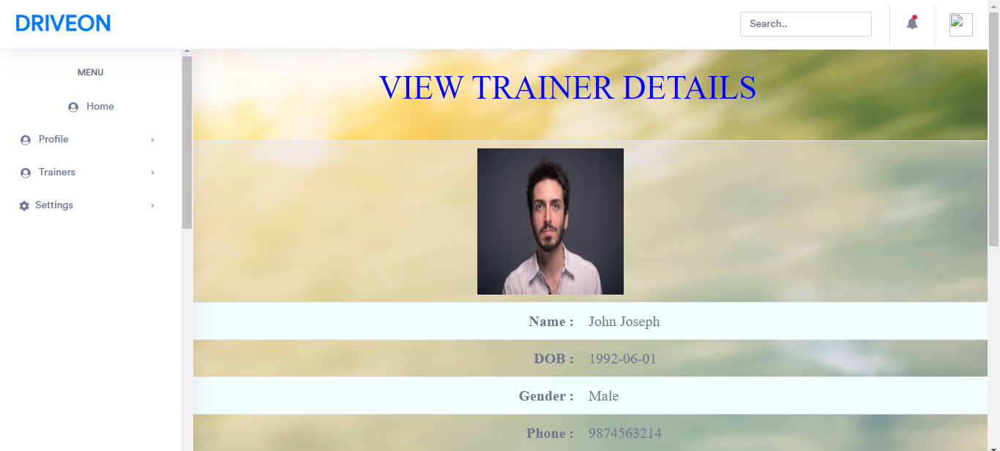 DRIVEON
Search..
MENU
Home
Profile
Trainers
Settings
VIEW TRAINER DETAILS
Name : John Joseph
DOB : 1992-06-01
Gender : Male
Phone : 9874563214